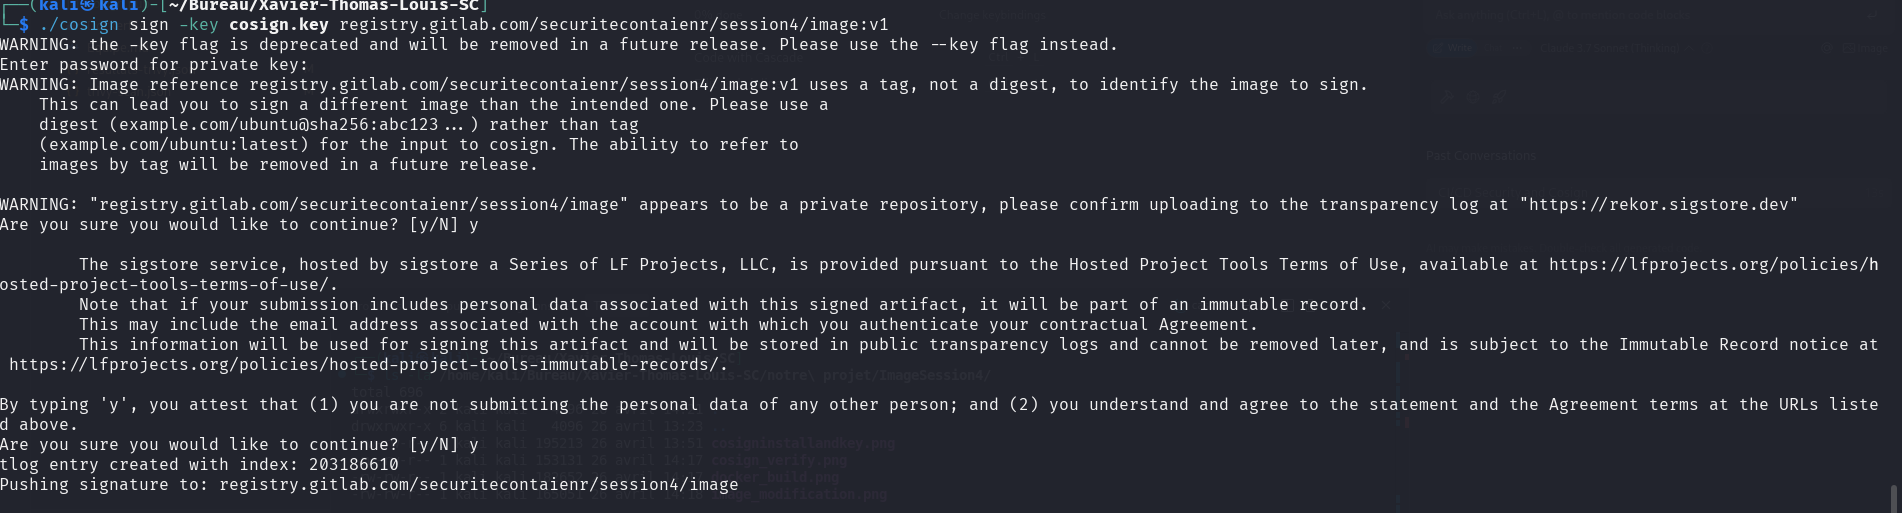 ┌──(kali㉿kali)-[~/Bureau/Xavier-Thomas-Louis-SC]
└─$ ./cosign sign -key cosign.key registry.gitlab.com/securitecontaienr/session4/image:v1
WARNING: the -key flag is deprecated and will be removed in a future release. Please use the --key flag instead.
Enter password for private key:
WARNING: Image reference registry.gitlab.com/securitecontaienr/session4/image:v1 uses a tag, not a digest, to identify the image to sign.
    This can lead you to sign a different image than the intended one. Please use a
    digest (example.com/ubuntu@sha256:abc123...) rather than tag
    (example.com/ubuntu:latest) for the input to cosign. The ability to refer to
    images by tag will be removed in a future release.
WARNING: "registry.gitlab.com/securitecontaienr/session4/image" appears to be a private repository, please confirm uploading to the transparency log at "https://rekor.sigstore.dev"
Are you sure you would like to continue? [y/N] y
        The sigstore service, hosted by sigstore a Series of LF Projects, LLC, is provided pursuant to the Hosted Project Tools Terms of Use, available at https://lfprojects.org/policies/h
osted-project-tools-terms-of-use/.
        Note that if your submission includes personal data associated with this signed artifact, it will be part of an immutable record.
        This may include the email address associated with the account with which you authenticate your contractual Agreement.
        This information will be used for signing this artifact and will be stored in public transparency logs and cannot be removed later, and is subject to the Immutable Record notice at
 https://lfprojects.org/policies/hosted-project-tools-immutable-records/.
By typing 'y', you attest that (1) you are not submitting the personal data of any other person; and (2) you understand and agree to the statement and the Agreement terms at the URLs liste
d above.
Are you sure you would like to continue? [y/N] y
tlog entry created with index: 203186610
Pushing signature to: registry.gitlab.com/securitecontaienr/session4/image
Past Conversations